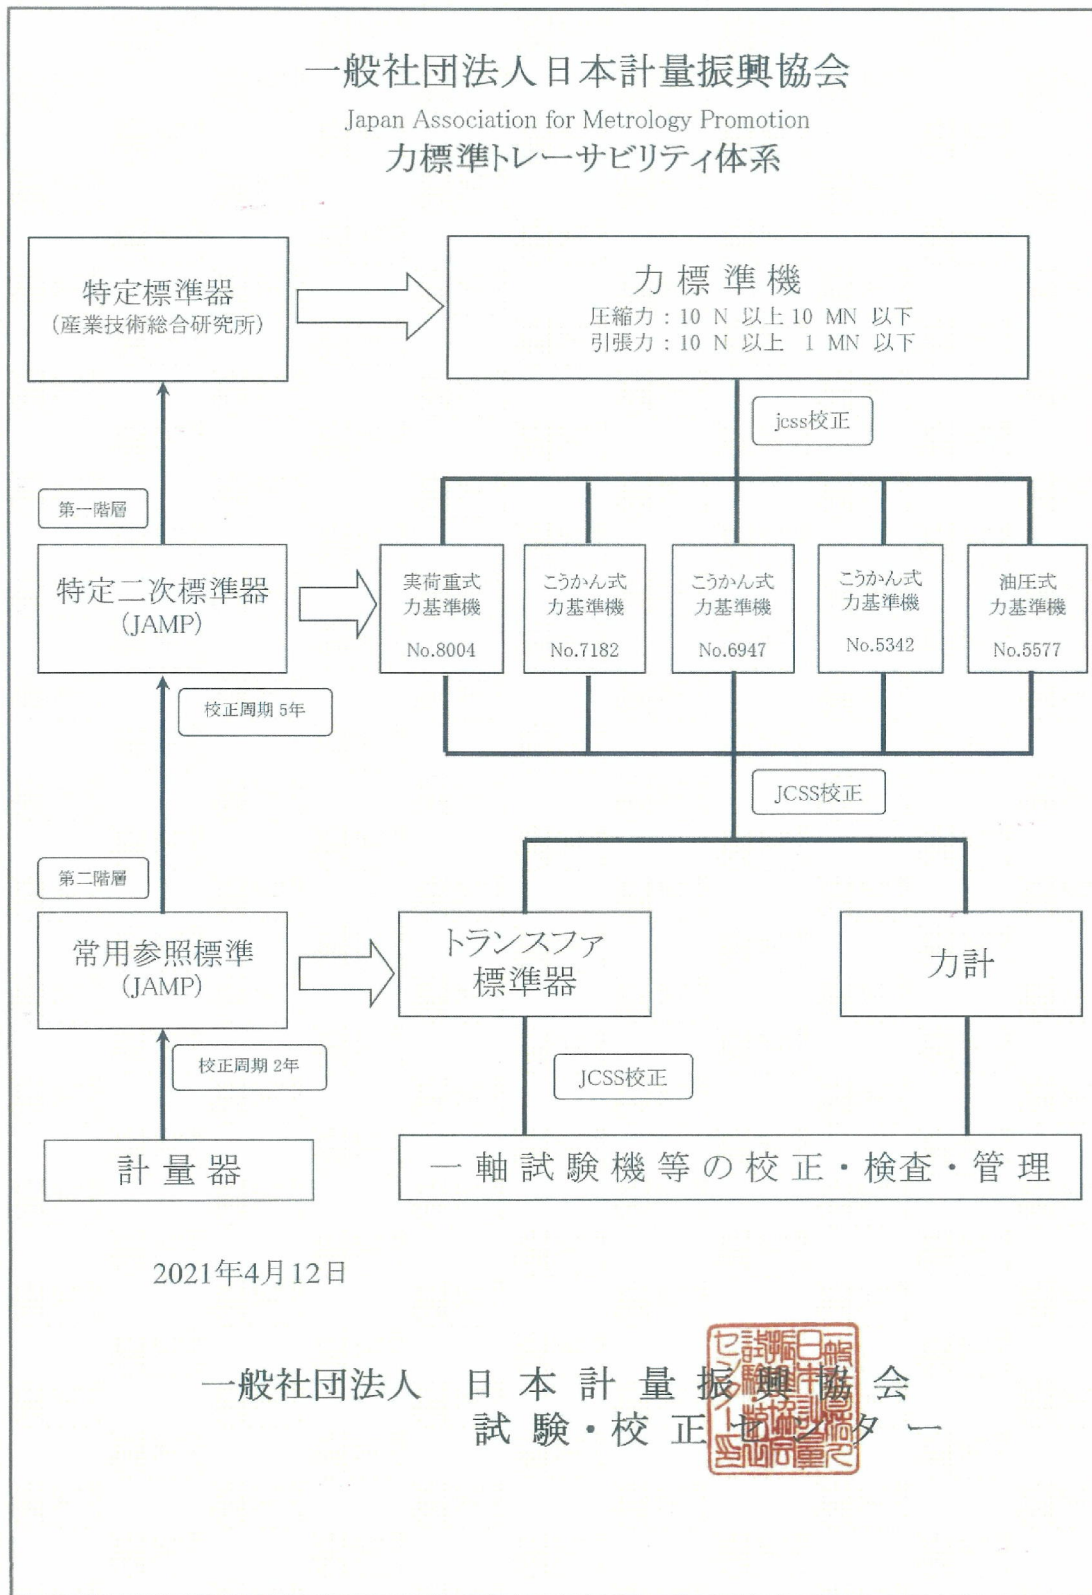 一般社団法人日本計量振興協会
Japan Association for Metrology Promotion
力標準トレーサビリティ体系
特定標準器
(産業技術総合研究所)
力標準機
圧縮力：10 N 以上 10 MN 以下
引張力：10 N 以上 1 MN 以下
jcss校正
第一階層
特定二次標準器
(JAMP)
実荷重式
力基準機
No.8004
こうかん式
力基準機
No.7182
こうかん式
力基準機
No.6947
こうかん式
力基準機
No.5342
油圧式
力基準機
No.5577
校正周期 5年
JCSS校正
第二階層
常用参照標準
(JAMP)
トランスファ
標準器
力計
校正周期 2年
JCSS校正
計量器
一軸試験機等の校正・検査・管理
2021年4月12日
一般社団法人 日本計量振興協会
試験・校正センター